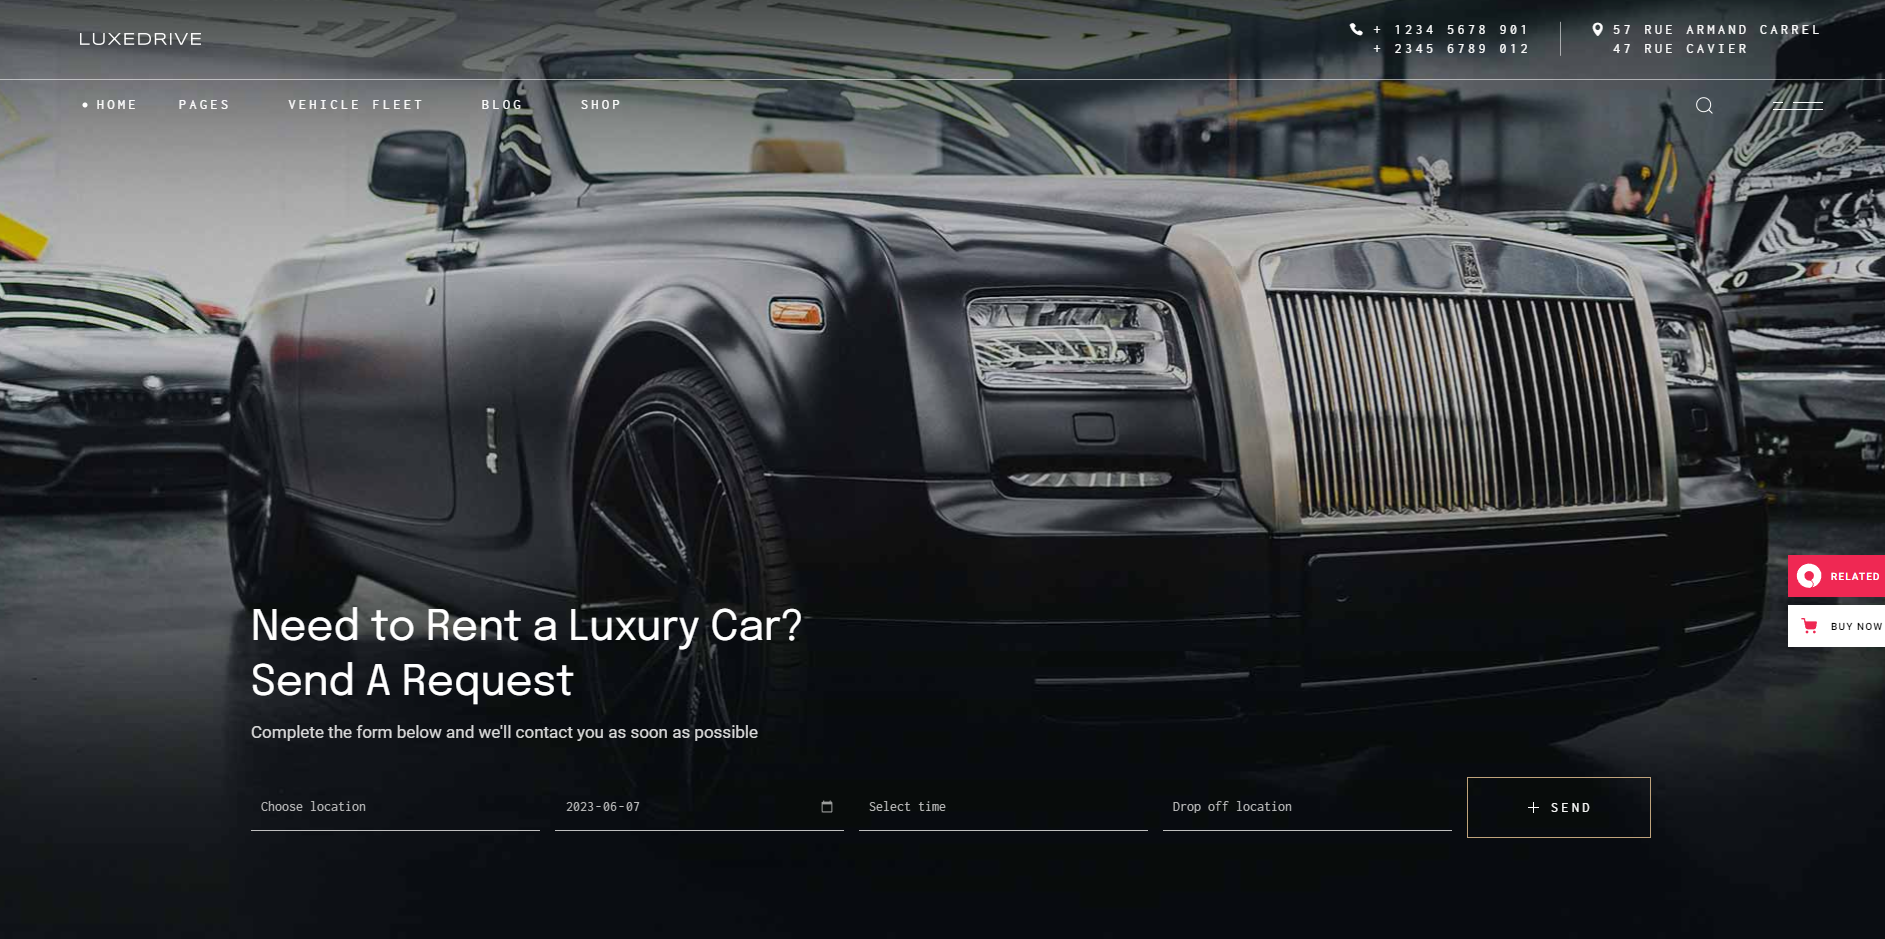 LUXEDRIVE
+ 1234 5678 901
+ 2345 6789 012
57 RUE ARMAND CARREL
47 RUE CAVIER
HOME
PAGES
VEHICLE FLEET
BLOG
SHOP
RELATED
BUY NOW
Need to Rent a Luxury Car?
Send A Request
Complete the form below and we'll contact you as soon as possible
Choose location
2023-06-07
Select time
Drop off location
+ SEND